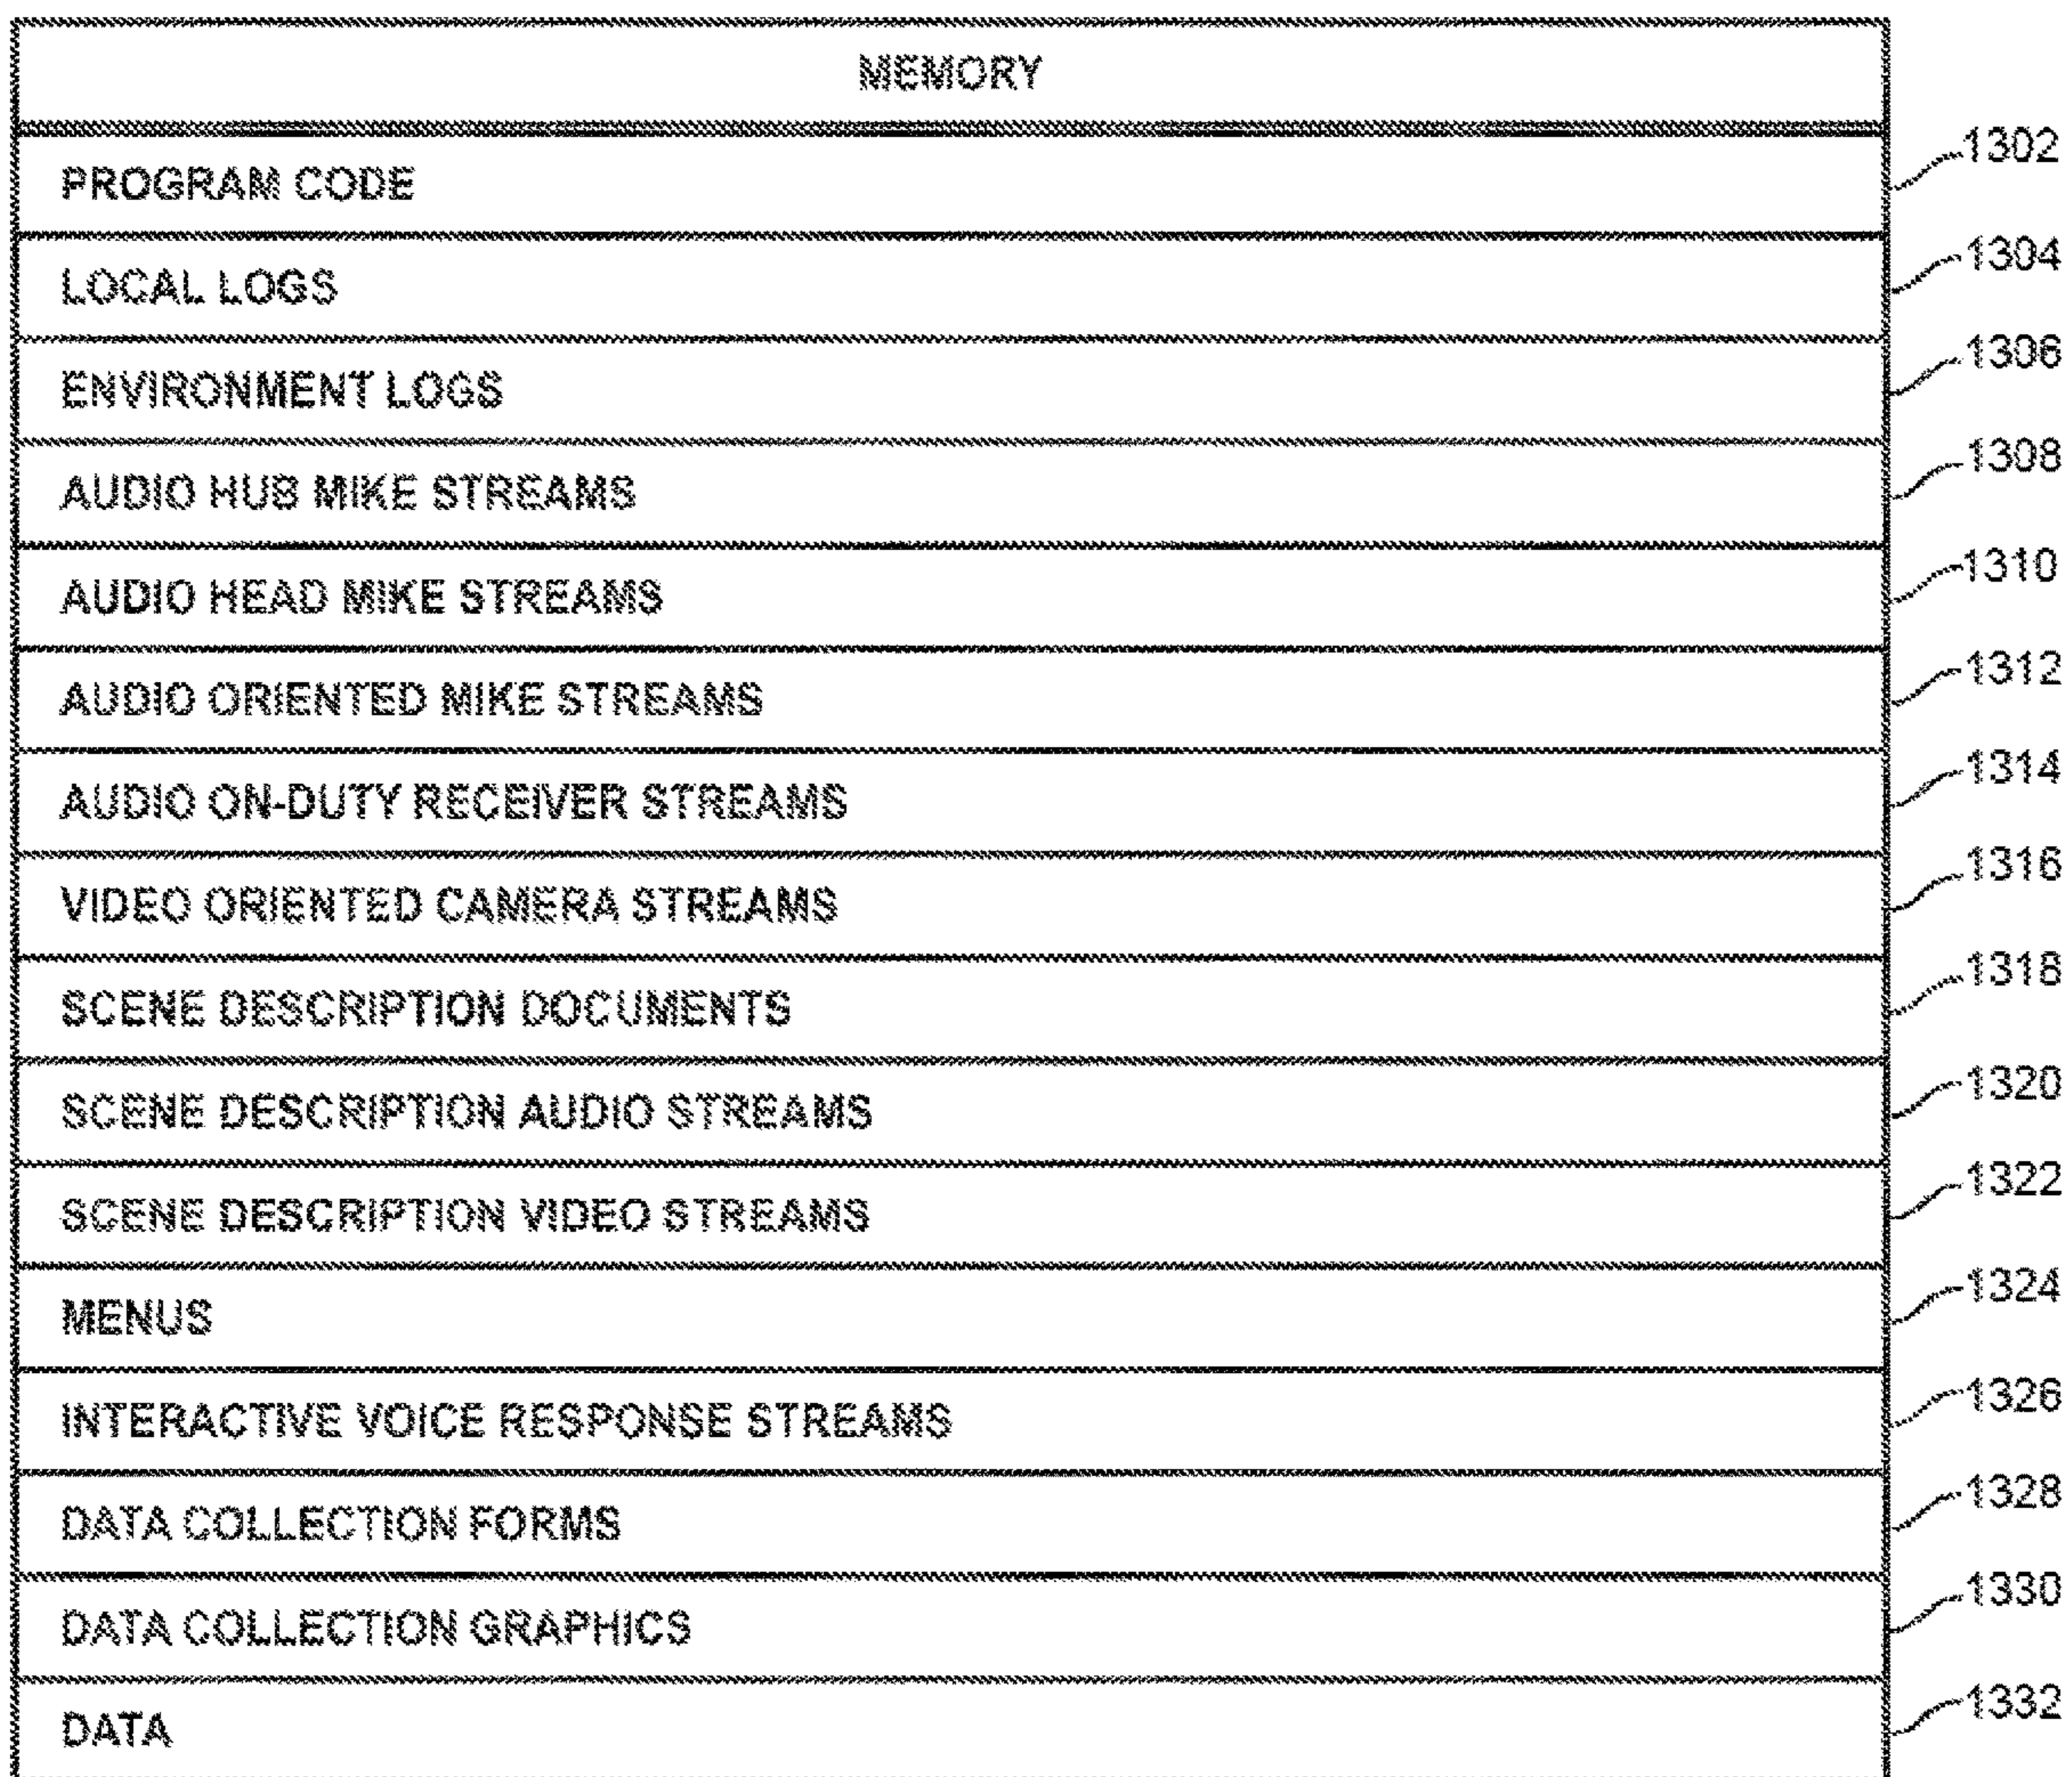 MEMORY
PROGRAM CODE 1302
LOCAL LOGS 1304
ENVIRONMENT LOGS 1306
AUDIO HUB MIKE STREAMS 1308
AUDIO HEAD MIKE STREAMS 1310
AUDIO ORIENTED MIKE STREAMS 1312
AUDIO ON-DUTY RECEIVER STREAMS 1314
VIDEO ORIENTED CAMERA STREAMS 1316
SCENE DESCRIPTION DOCUMENTS 1318
SCENE DESCRIPTION AUDIO STREAMS 1320
SCENE DESCRIPTION VIDEO STREAMS 1322
MENUS 1324
INTERACTIVE VOICE RESPONSE STREAMS 1326
DATA COLLECTION FORMS 1328
DATA COLLECTION GRAPHICS 1330
DATA 1332